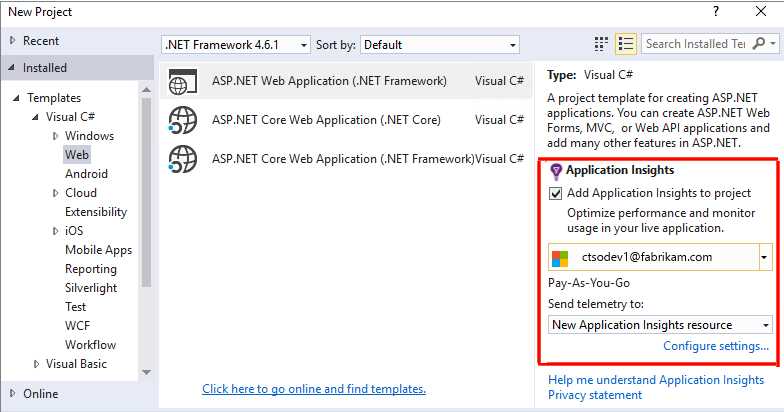 New Project
Recent
.NET Framework 4.6.1
Sort by:
Default
Search Installed Te
Installed
Templates
Visual C#
Windows
Web
Android
Cloud
Extensibility
iOS
Mobile Apps
Reporting
Silverlight
Test
WCF
Workflow
Visual Basic
Online
ASP.NET Web Application (.NET Framework) Visual C#
ASP.NET Core Web Application (.NET Core) Visual C#
ASP.NET Core Web Application (.NET Framework) Visual C#
Click here to go online and find templates.
Type: Visual C#
A project template for creating ASP.NET
applications. You can create ASP.NET Web
Forms, MVC, or Web API applications and
add many other features in ASP.NET.
Application Insights
Add Application Insights to project
Optimize performance and monitor
usage in your live application.
ctsodev1@fabrikam.com
Pay-As-You-Go
Send telemetry to:
New Application Insights resource
Configure settings...
Help me understand Application Insights
Privacy statement